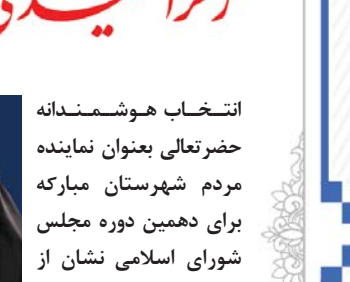 انتخاب هوشمندانه
حضرتعالی بعنوان نماینده
مردم شهرستان مبارکه
برای دهمین دوره مجلس
شورای اسلامی نشان از